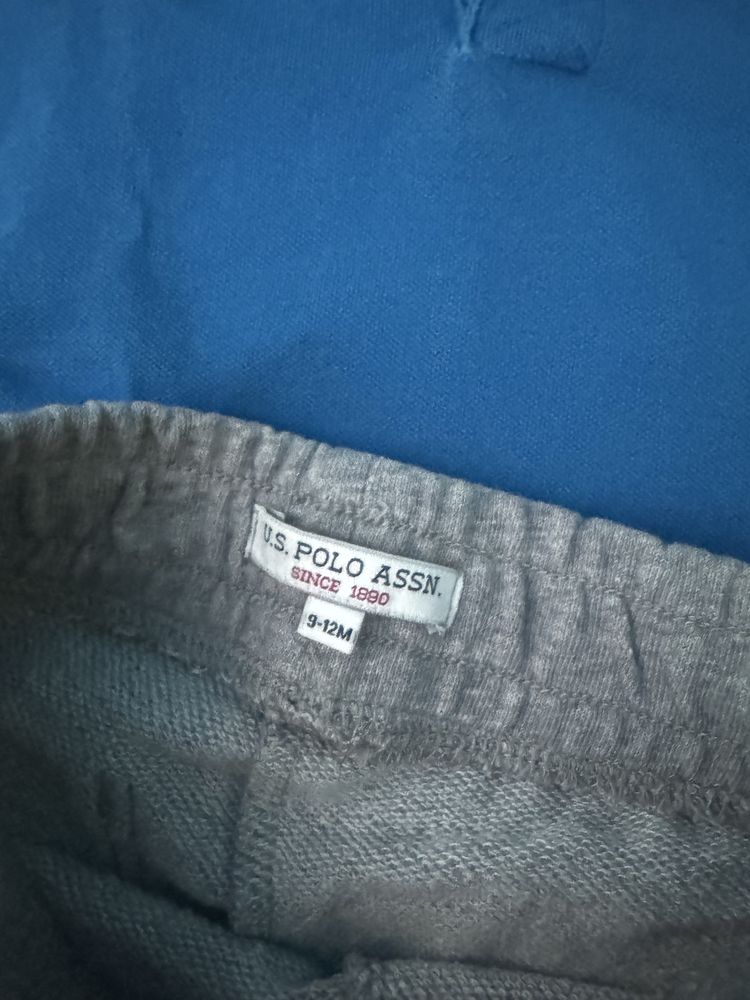 U.S. POLO ASSN.
SINCE 1890
9-12M